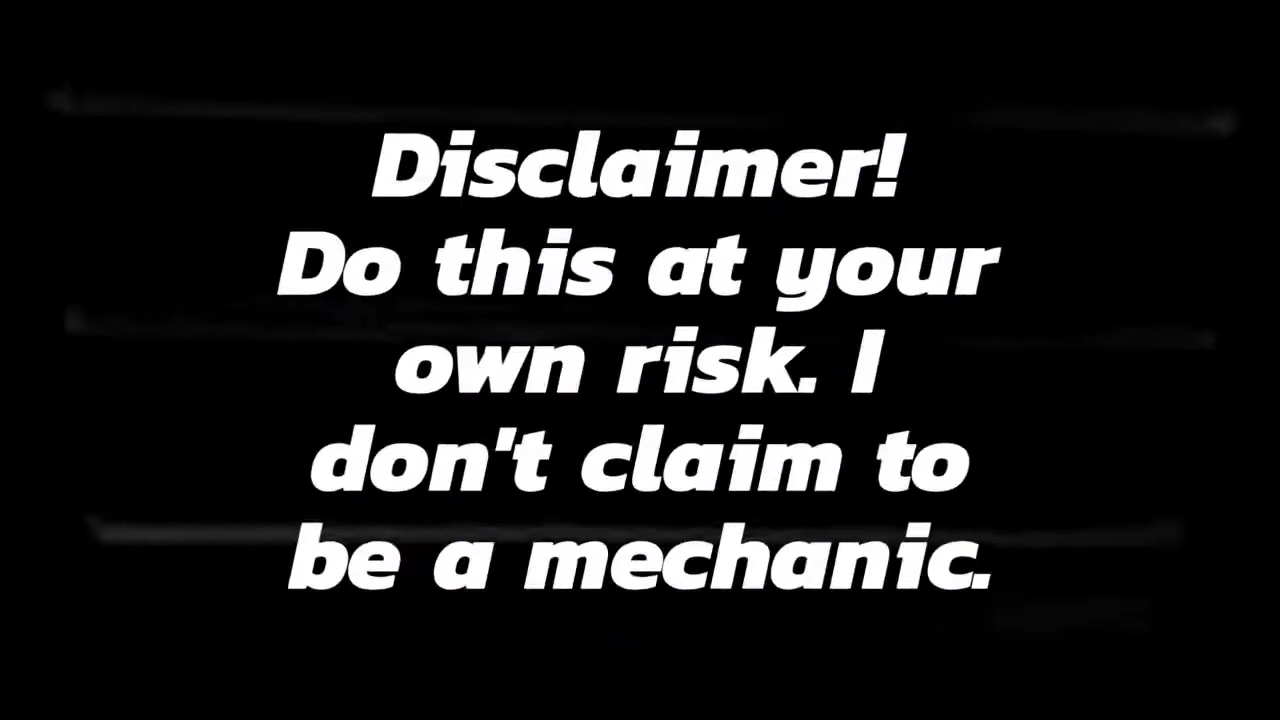 Disclaimer!
Do this at your
own risk. I
don't claim to
be a mechanic.